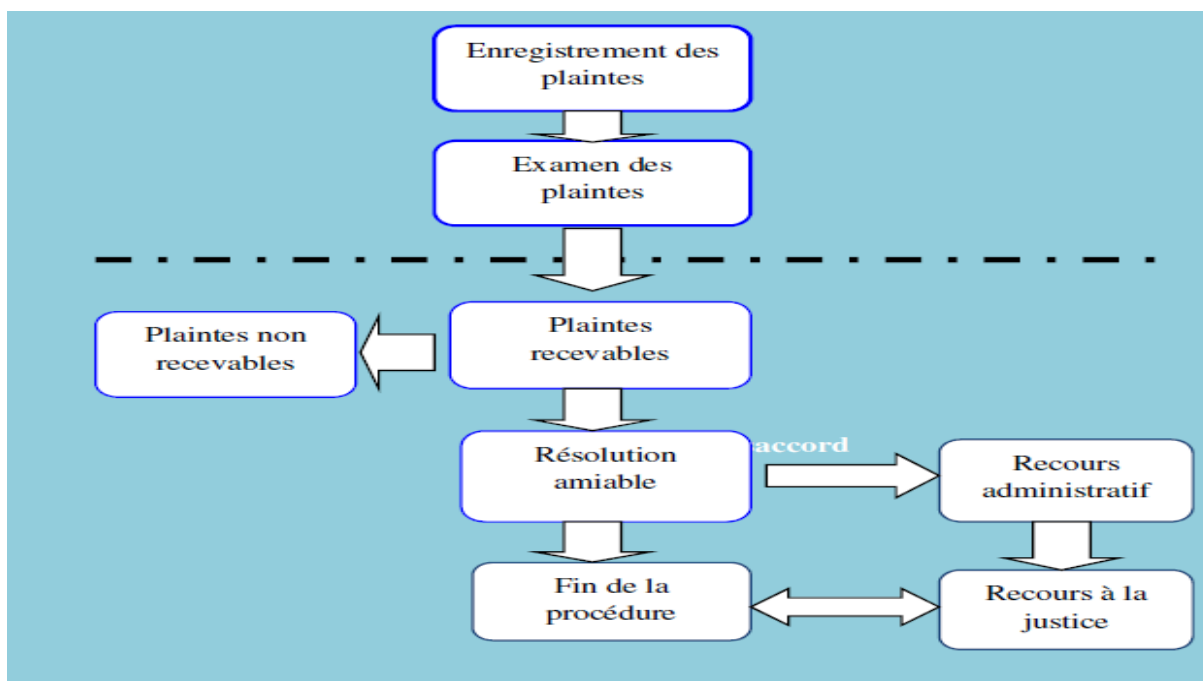 Enregistrement des
plaintes
Examen des
plaintes
Plaintes non
recevables
Plaintes
recevables
Résolution
amiable
accord
Recours
administratif
Fin de la
procédure
Recours à la
justice